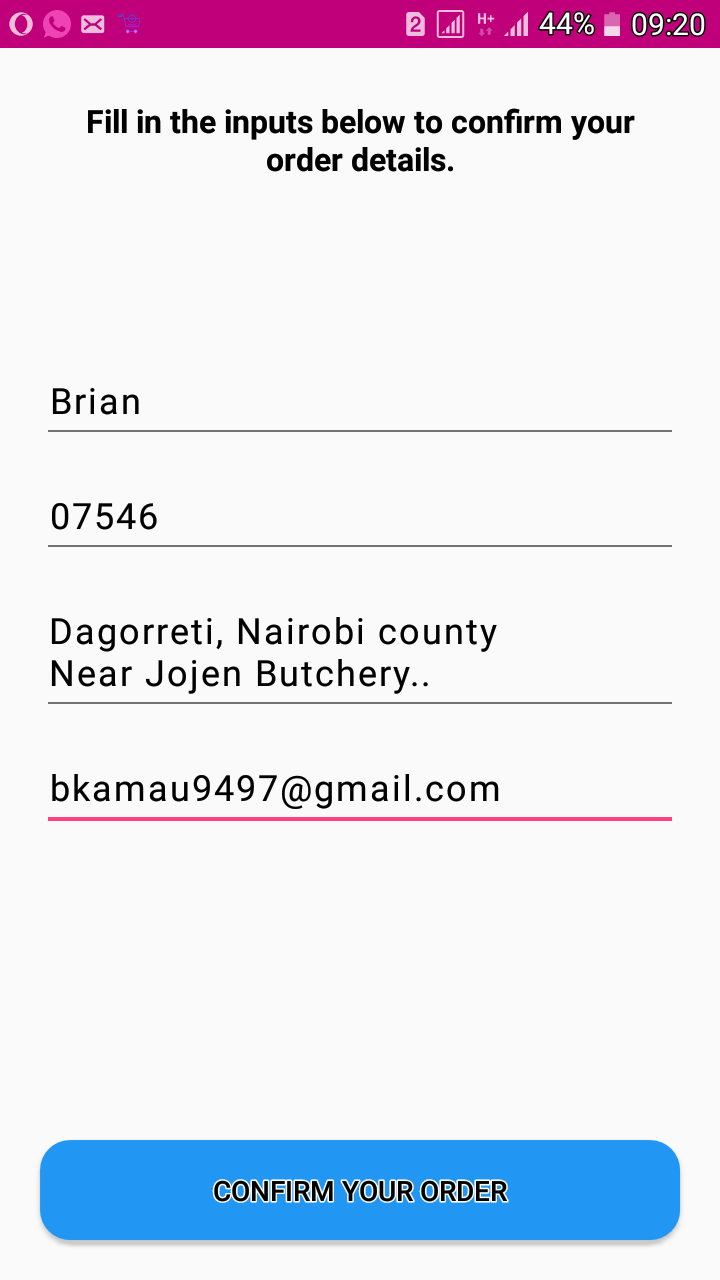 2 H+ 44% 09:20
Fill in the inputs below to confirm your
order details.
Brian
07546
Dagorreti, Nairobi county
Near Jojen Butchery..
bkamau9497@gmail.com
CONFIRM YOUR ORDER